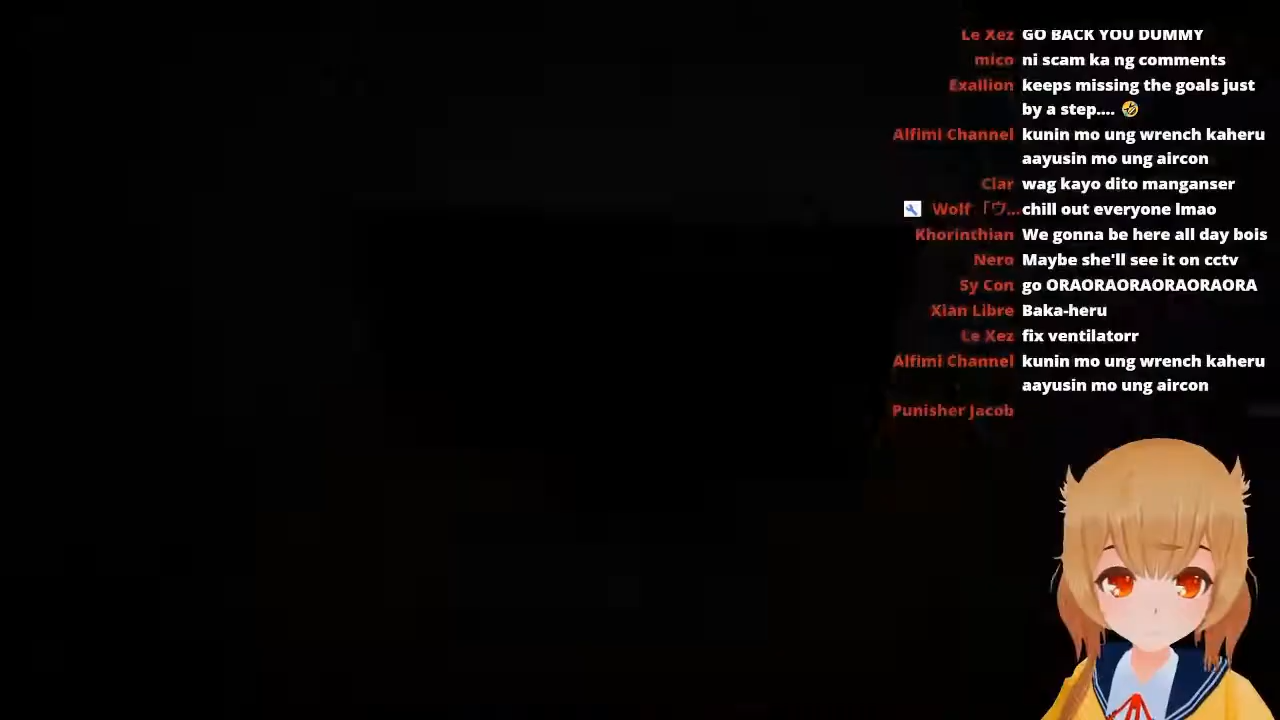 Le Xez GO BACK YOU DUMMY
mico ni scam ka ng comments
Exallion keeps missing the goals just
by a step.... 🤣
Alfimi Channel kunin mo ung wrench kaheru
aayusin mo ung aircon
Clar wag kayo dito manganser
Wolf「ヴ... chill out everyone lmao
Khorinthian We gonna be here all day bois
Nero Maybe she'll see it on cctv
Sy Con go ORAORAORAORAORAORA
Xian Libre Baka-heru
Le Xez fix ventilatorr
Alfimi Channel kunin mo ung wrench kaheru
aayusin mo ung aircon
Punisher Jacob